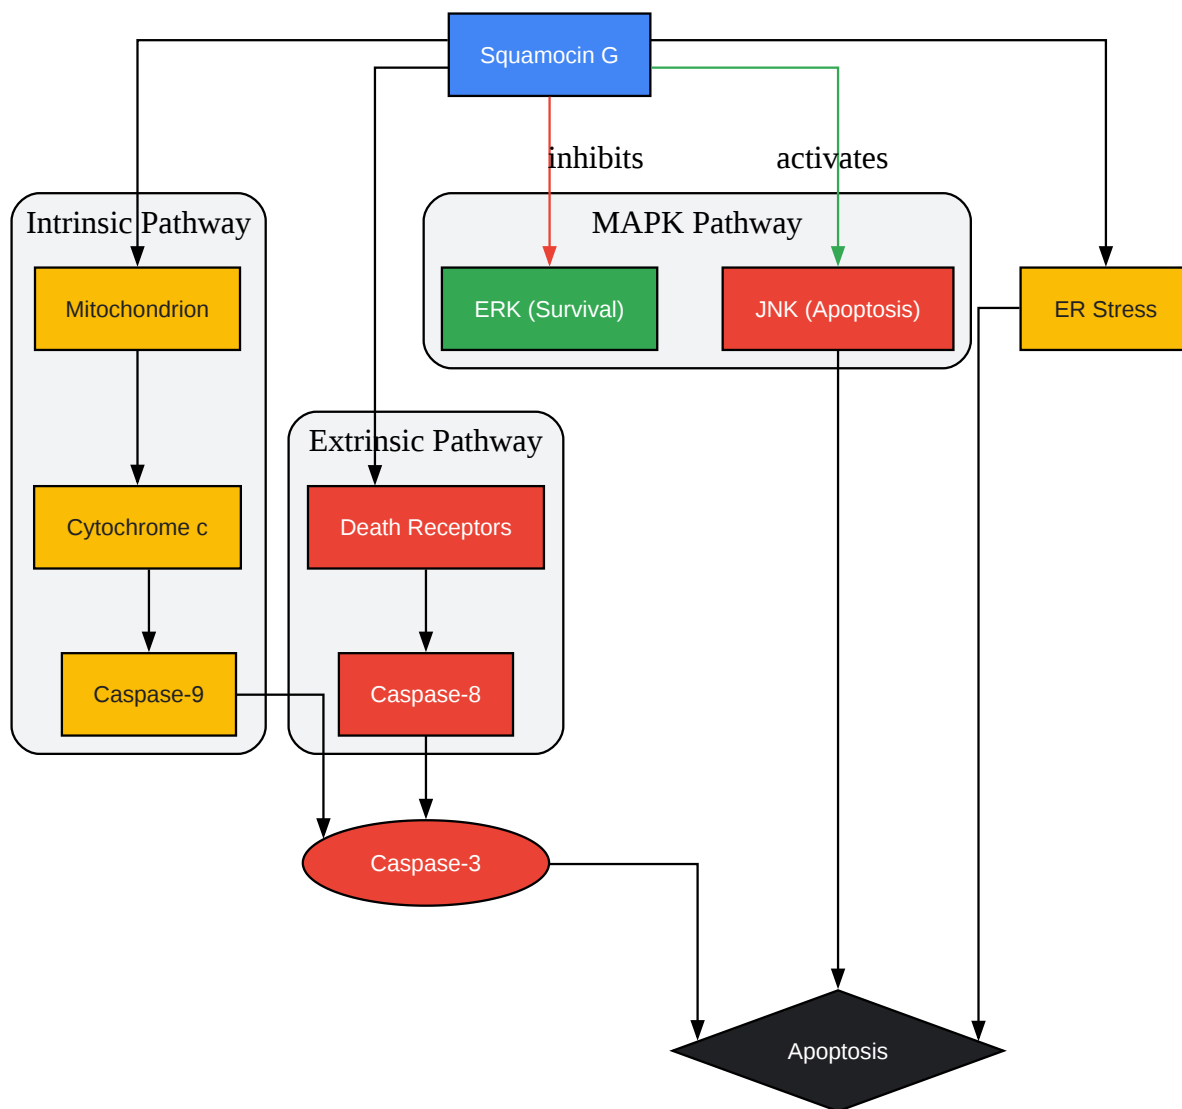 Squamocin G
inhibits
activates
Intrinsic Pathway
MAPK Pathway
Mitochondrion
ERK (Survival)
JNK (Apoptosis)
ER Stress
Extrinsic Pathway
Cytochrome c
Death Receptors
Caspase-9
Caspase-8
Caspase-3
Apoptosis